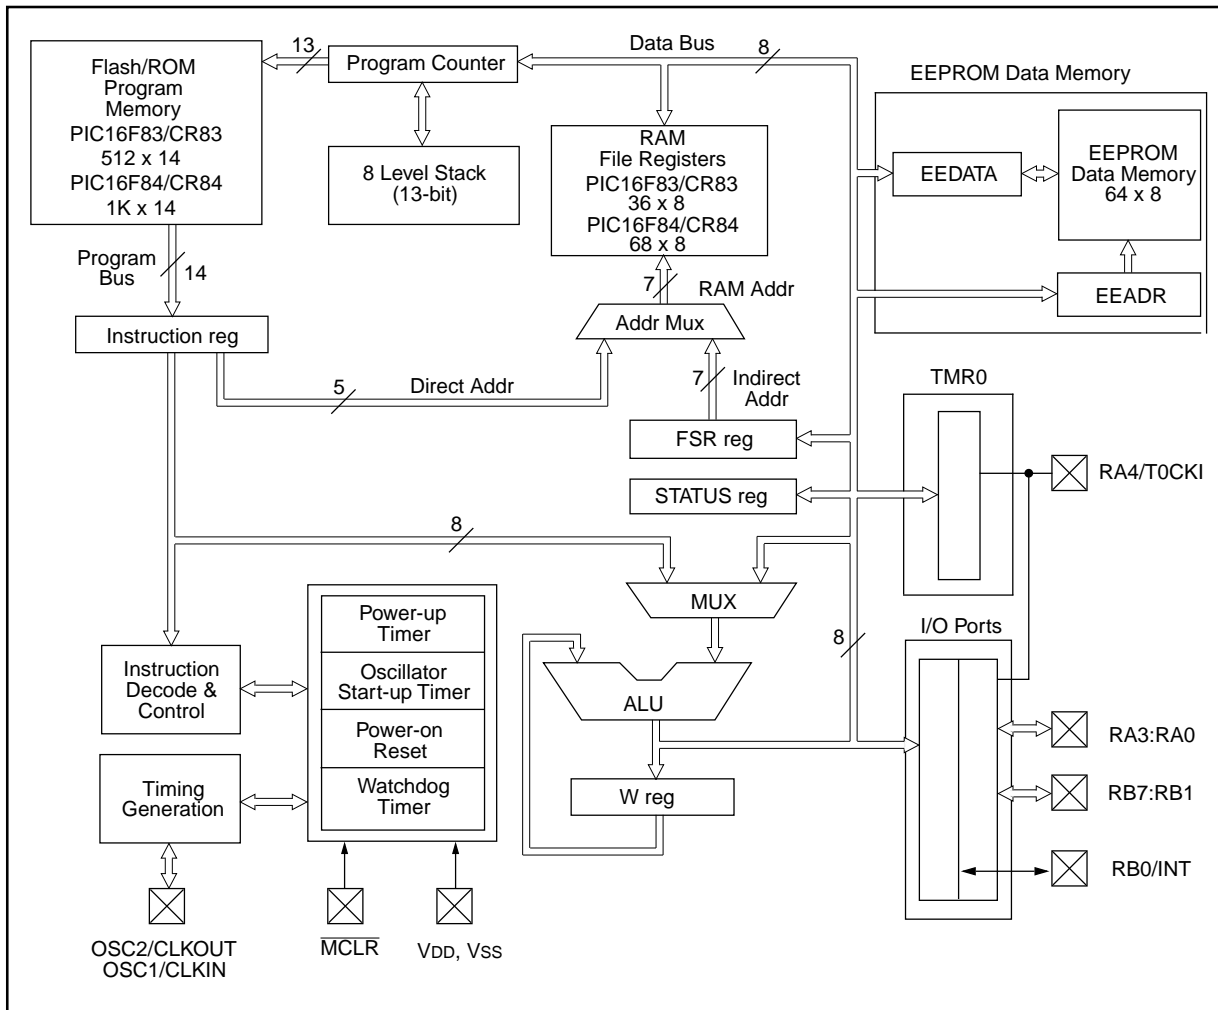 Flash/ROM
Program
Memory
PIC16F83/CR83
512 x 14
PIC16F84/CR84
1K x 14
13
Program Counter
Data Bus
8
EEPROM Data Memory
8 Level Stack
(13-bit)
RAM
File Registers
PIC16F83/CR83
36 x 8
PIC16F84/CR84
68 x 8
EEDATA
EEPROM
Data Memory
64 x 8
EEADR
Program
Bus
14
7
RAM Addr
Addr Mux
Instruction reg
5
Direct Addr
7
Indirect
Addr
TMR0
FSR reg
STATUS reg
RA4/T0CKI
8
MUX
8
I/O Ports
Power-up
Timer
Oscillator
Start-up Timer
Power-on
Reset
Watchdog
Timer
Instruction
Decode &
Control
Timing
Generation
ALU
W reg
RA3:RA0
RB7:RB1
RB0/INT
OSC2/CLKOUT
OSC1/CLKIN
MCLR
VDD, VSS